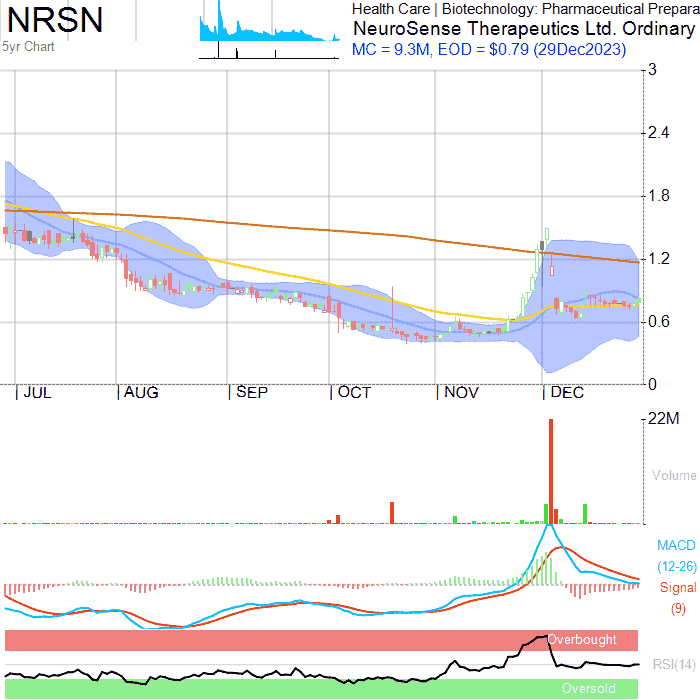 NRSN
Health Care | Biotechnology: Pharmaceutical Prepara
NeuroSense Therapeutics Ltd. Ordinary
5yr Chart
MC = 9.3M, EOD = $0.79 (29Dec2023)
3
2.4
1.8
1.2
0.6
0
| JUL | AUG | SEP | OCT | NOV | DEC
22M
Volume
MACD
(12-26)
Signal
(9)
Overbought
RSI(14)
Oversold